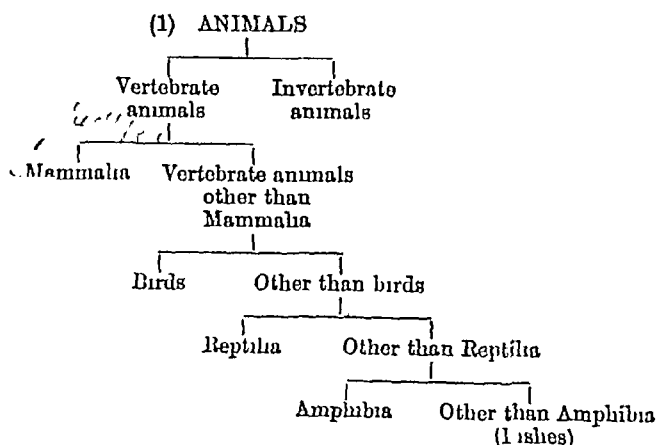 (1) ANIMALS
Vertebrate animals
Invertebrate animals
Mammalia
Vertebrate animals other than Mammalia
Birds
Other than birds
Reptilia
Other than Reptilia
Amphibia
Other than Amphibia
(Fishes)